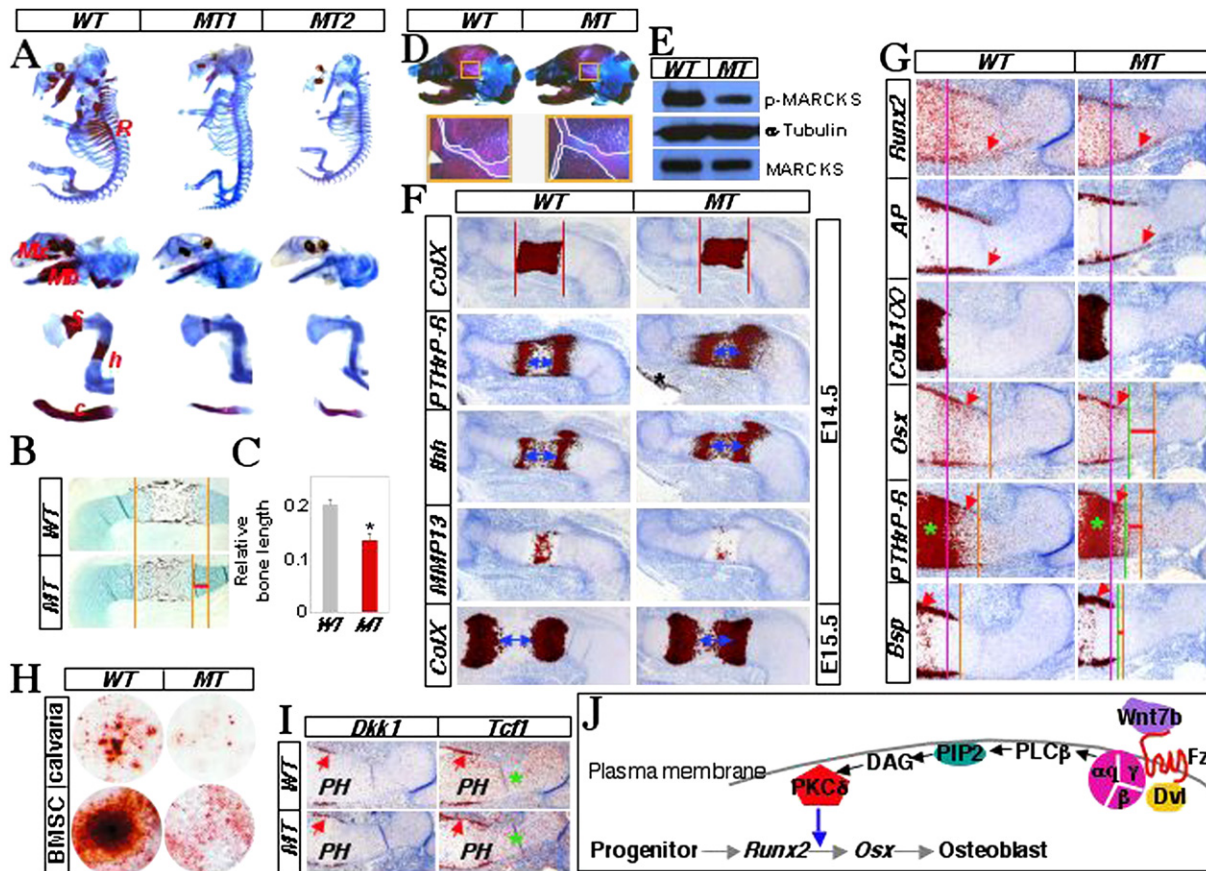 WT MT1 MT2
A
R
Mx
Mb
S
h
c
B
WT
MT
C
Relative
bone length
0.2
0.1
0
WT MT
*
D
WT MT
E
WT MT
p-MARCKS
α Tubulin
MARCKS
F
WT MT
ColX
PTHrP-R
*
Ihh
MMP13
E14.5
ColX
E15.5
G
WT MT
Runx2
AP
Osx
PTHrP-R
* *
Bsp
H
WT MT
calvaria
BMSC
I
Dkk1 Tcf1
WT
PH PH *
MT
PH PH *
J
Wnt7b
Fz
Plasma membrane
DAG PIP2 PLCβ
PKCδ
αq γ
β
Dvl
Progenitor Runx2 Osx Osteoblast